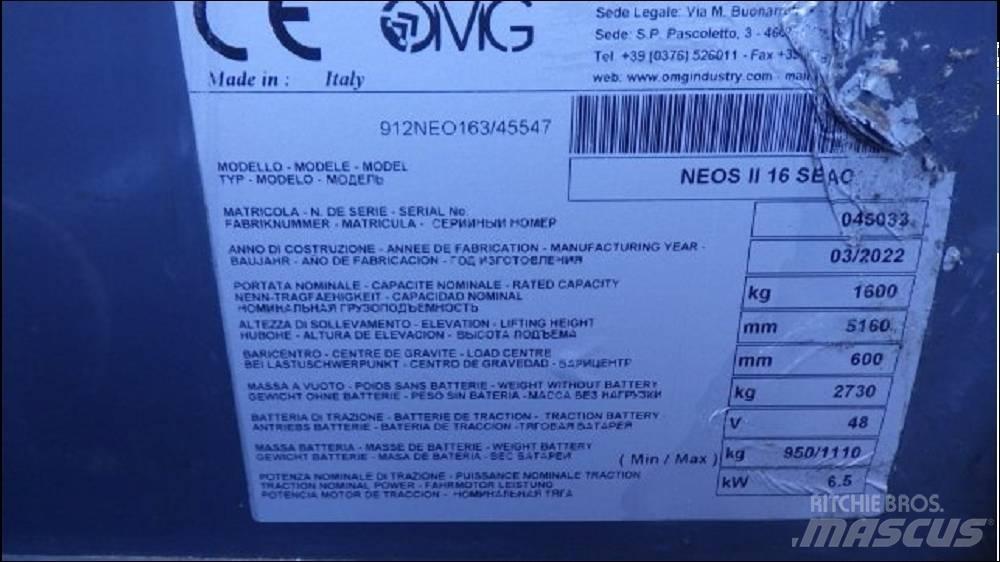 CE OMG
Sede Legale: Via M.
Sede: S.P. Pascoletto, 3 -
Tel +39 (0376) 526011 - Fax
web: www.omgindustry.com -
Made in : Italy
912NEO163/45547
MODELLO - MODELE - MODEL
TYP - MODELO - МОДЕЛЬ
NEOS II 16 SE AC
MATRICOLA - N. DE SERIE - SERIAL No.
FABRIKNUMMER - MATRICULA - СЕРИЙНЫЙ НОМЕР
045033
ANNO DI COSTRUZIONE - ANNEE DE FABRICATION - MANUFACTURING YEAR -
BAUJAHR - AÑO DE FABRICACION - ГОД ИЗГОТОВЛЕНИЯ
03/2022
PORTATA NOMINALE - CAPACITE NOMINALE - RATED CAPACITY
NENN-TRAGFAEHIGKEIT - CAPACIDAD NOMINAL
НОМИНАЛЬНАЯ ГРУЗОПОДЪЕМНОСТЬ
kg 1600
ALTEZZA DI SOLLEVAMENTO - ELEVATION - LIFTING HEIGHT
HUBOHE - ALTURA DE ELEVACION - ВЫСОТА ПОДЪЕМА
mm 5160
BARICENTRO - CENTRE DE GRAVITE - LOAD CENTRE
BEI LASTUSCHWERPUNKT - CENTRO DE GRAVEDAD - БАРИЦЕНТР
mm 600
MASSA A VUOTO - POIDS SANS BATTERIE - WEIGHT WITHOUT BATTERY
GEWICHT OHNE BATTERIE - PESO SIN BATERIA - МАССА БЕЗ НАГРУЗКИ
kg 2730
BATTERIA DI TRAZIONE - BATTERIE DE TRACTION - TRACTION BATTERY
ANTRIEBS BATTERIE - BATERIA DE TRACCION - ТЯГОВАЯ БАТАРЕЯ
V 48
MASSA BATTERIA - MASSE DE BATTERIE - WEIGHT BATTERY
GEWICHT BATTERIE - MASA DE BATERIA - ВЕС БАТАРЕИ
( Min / Max )
kg 950/1110
POTENZA NOMINALE DI TRAZIONE - PUISSANCE NOMINALE TRACTION
TRACTION NOMINAL POWER - FAHRMOTOR LEISTUNG
POTENCIA MOTOR DE TRACCION - НОМИНАЛЬНАЯ ТЯГА
kW 6.5
RITCHIE BROS.
MASCUS